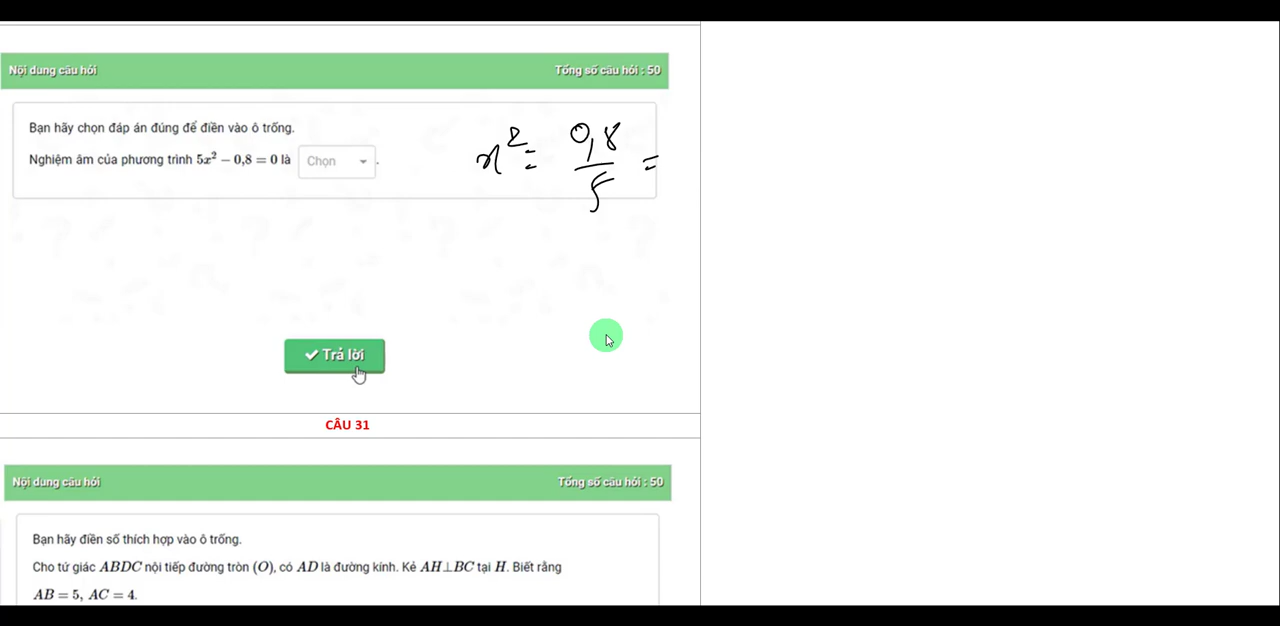 Nội dung câu hỏi Tổng số câu hỏi : 50
Bạn hãy chọn đáp án đúng để điền vào ô trống.
Nghiệm âm của phương trình 5x² − 0,8 = 0 là Chọn .
x² = 0,8/5 =
✓ Trả lời
CÂU 31
Nội dung câu hỏi Tổng số câu hỏi : 50
Bạn hãy điền số thích hợp vào ô trống.
Cho tứ giác ABDC nội tiếp đường tròn (O), có AD là đường kính. Kẻ AH⊥BC tại H. Biết rằng
AB = 5, AC = 4.